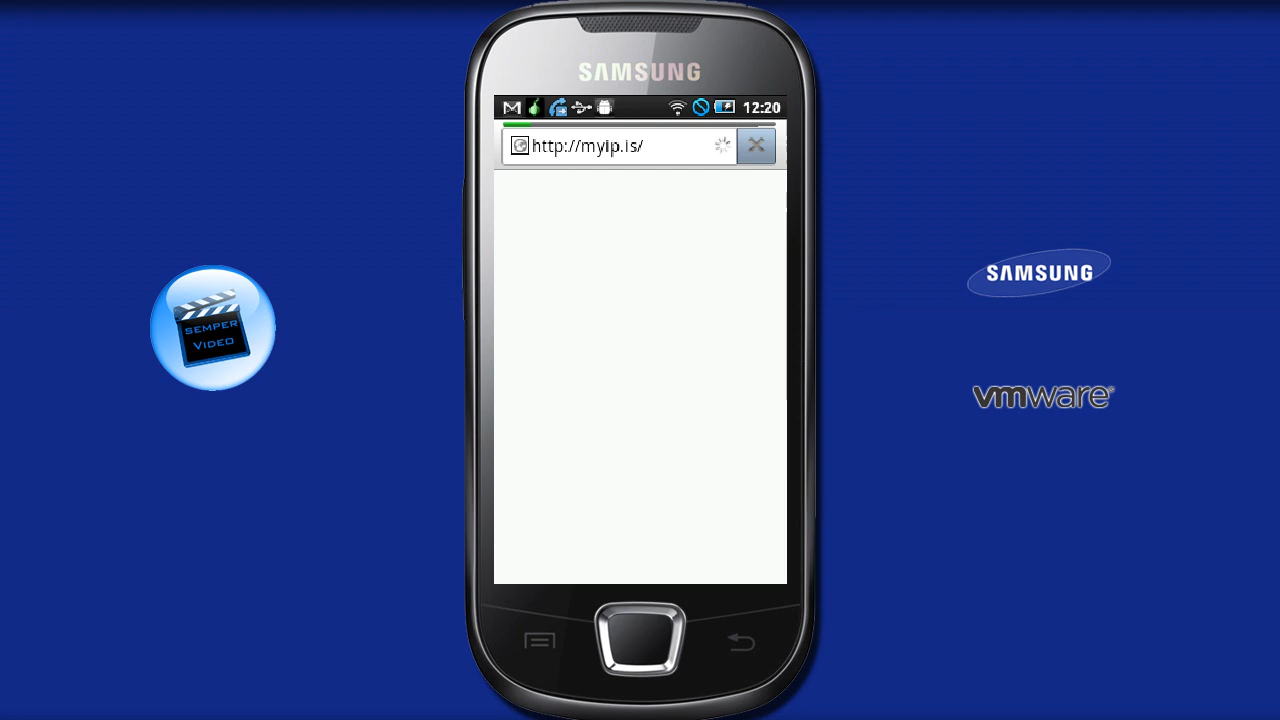 SAMSUNG
12:20
http://myip.is/
SEMPER
VIDEO
SAMSUNG
vmware®